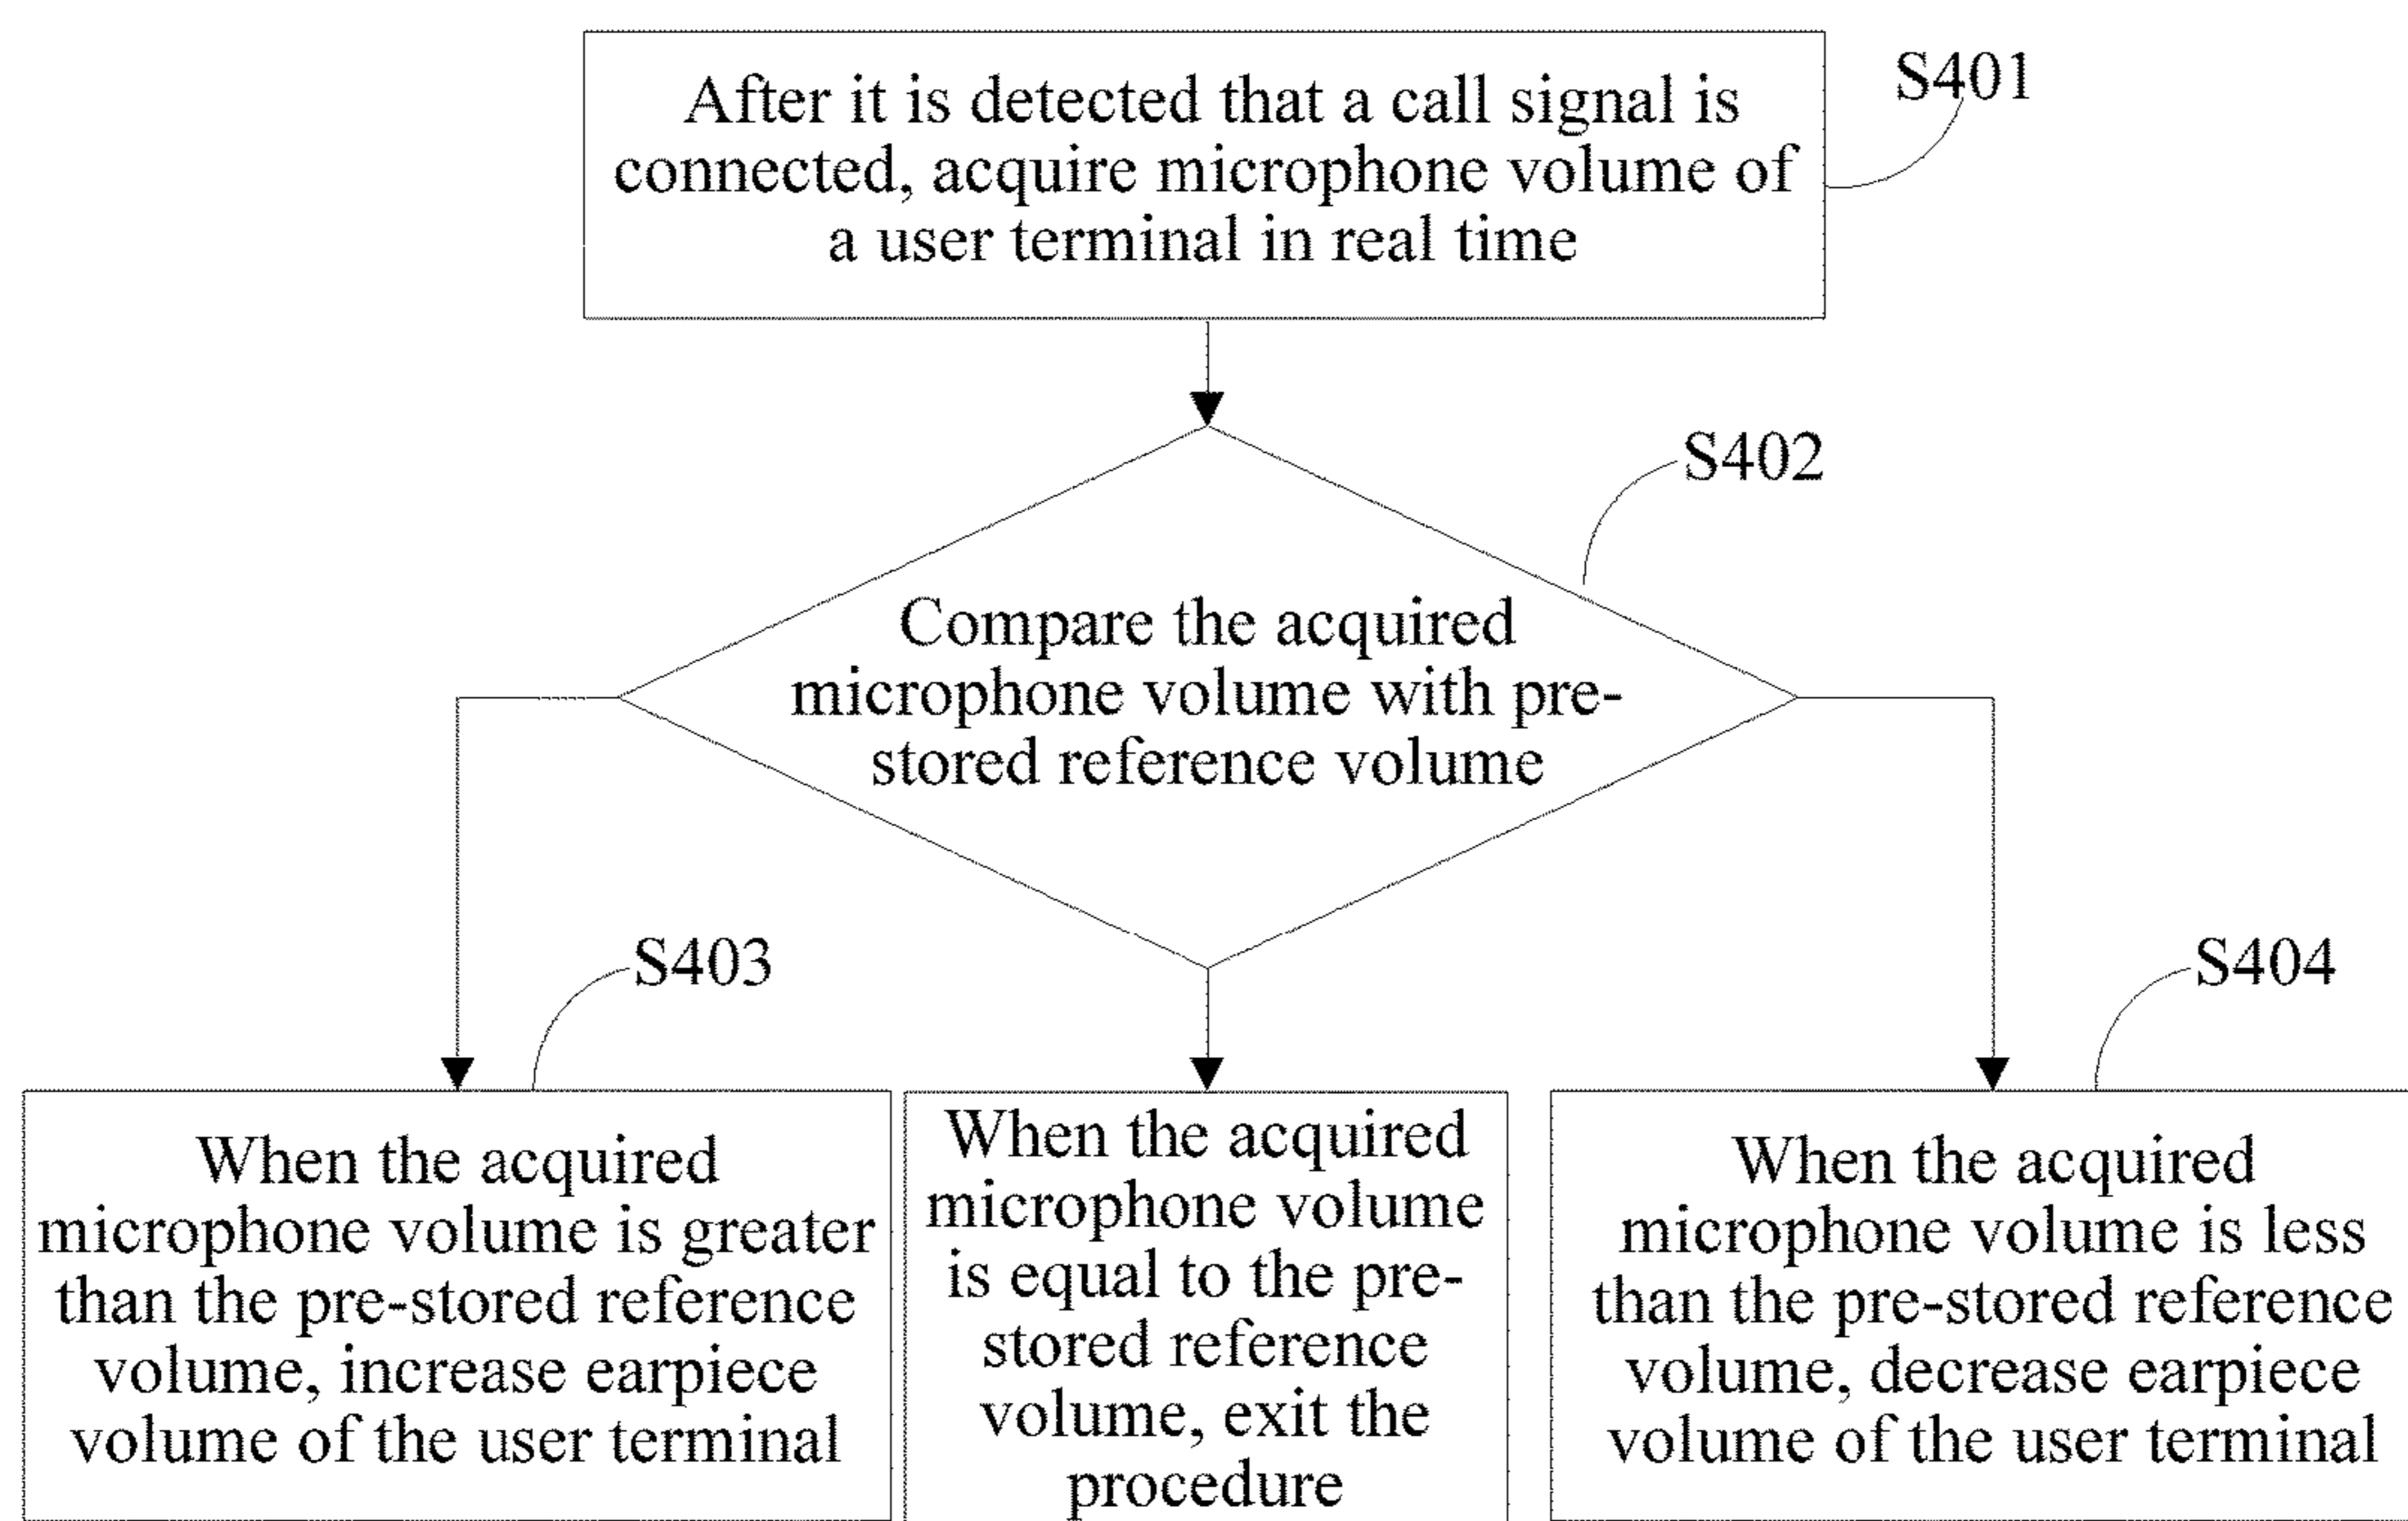 After it is detected that a call signal is
connected, acquire microphone volume of
a user terminal in real time
S401
S402
Compare the acquired
microphone volume with pre-
stored reference volume
S403
When the acquired
microphone volume is greater
than the pre-stored reference
volume, increase earpiece
volume of the user terminal
When the acquired
microphone volume
is equal to the pre-
stored reference
volume, exit the
procedure
S404
When the acquired
microphone volume is less
than the pre-stored reference
volume, decrease earpiece
volume of the user terminal